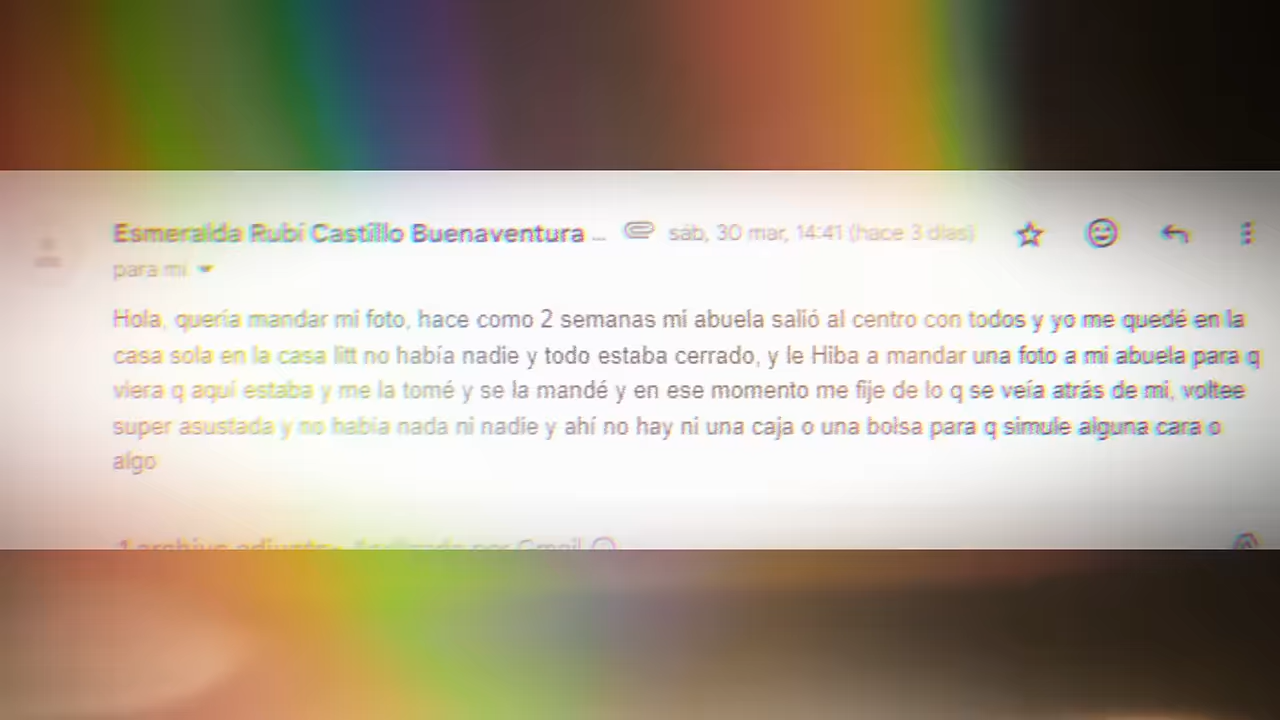 Esmeralda Rubí Castillo Buenaventura ... sáb, 30 mar, 14:41 (hace 3 días)
para mí
Hola, quería mandar mi foto, hace como 2 semanas mi abuela salió al centro con todos y yo me quedé en la
casa sola en la casa litt no había nadie y todo estaba cerrado, y le Hiba a mandar una foto a mi abuela para q
viera q aquí estaba y me la tomé y se la mandé y en ese momento me fije de lo q se veía atrás de mi, voltee
super asustada y no había nada ni nadie y ahí no hay ni una caja o una bolsa para q simule alguna cara o
algo
por Gmail